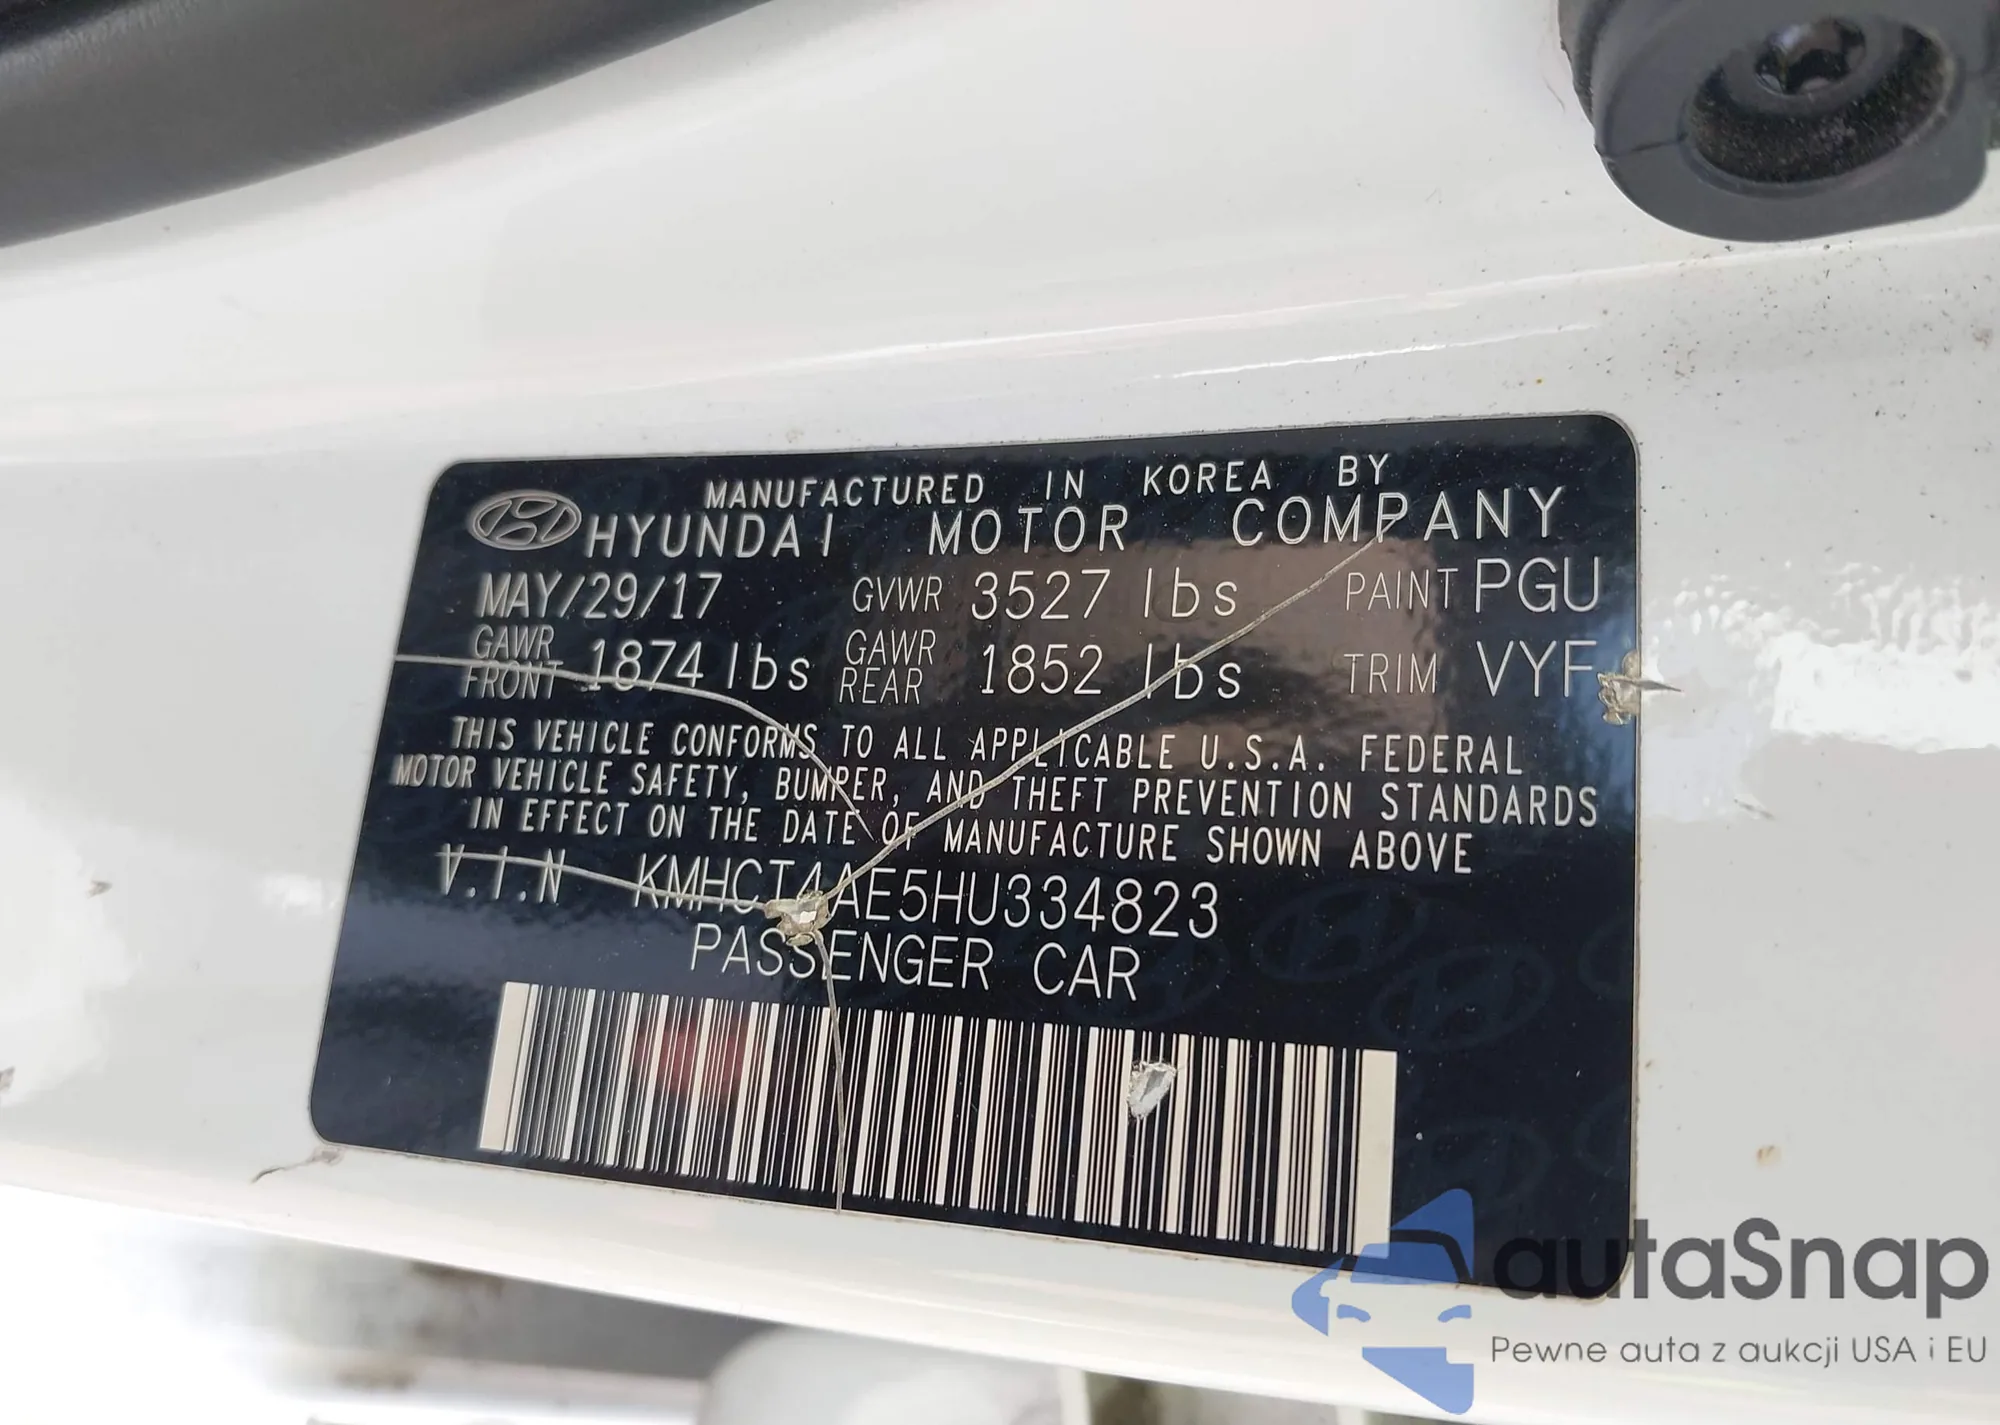 MANUFACTURED IN KOREA BY
HYUNDAI MOTOR COMPANY
MAY/29/17 GVWR 3527 lbs PAINT PGU
GAWR FRONT 1874 lbs GAWR REAR 1852 lbs TRIM VYF
THIS VEHICLE CONFORMS TO ALL APPLICABLE U.S.A. FEDERAL
MOTOR VEHICLE SAFETY, BUMPER, AND THEFT PREVENTION STANDARDS
IN EFFECT ON THE DATE OF MANUFACTURE SHOWN ABOVE
V.I.N KMHCT4AE5HU334823
PASSENGER CAR
autaSnap
Pewne auta z aukcji USA i EU